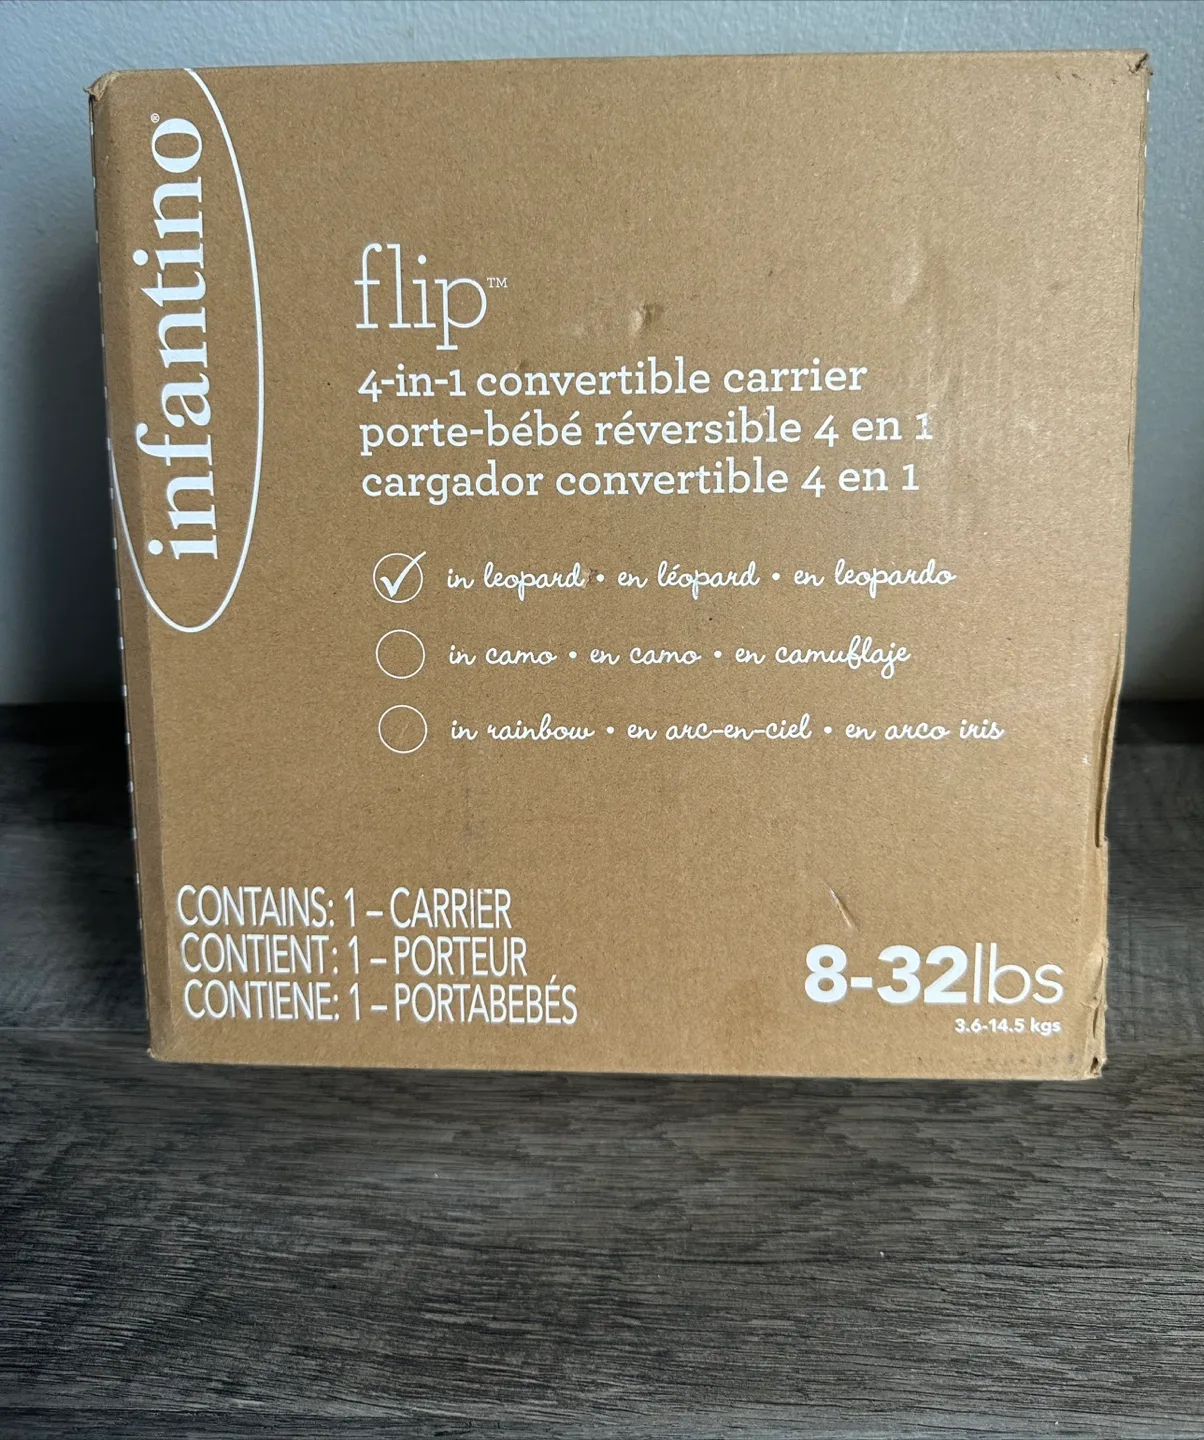 infantino®
flip™
4-in-1 convertible carrier
porte-bébé réversible 4 en 1
cargador convertible 4 en 1
in leopard • en léopard • en leopardo
in camo • en camo • en camuflaje
in rainbow • en arc-en-ciel • en arco iris
CONTAINS: 1 – CARRIER
CONTIENT: 1 – PORTEUR
CONTIENE: 1 – PORTABEBÉS
8-32lbs
3.6-14.5 kgs